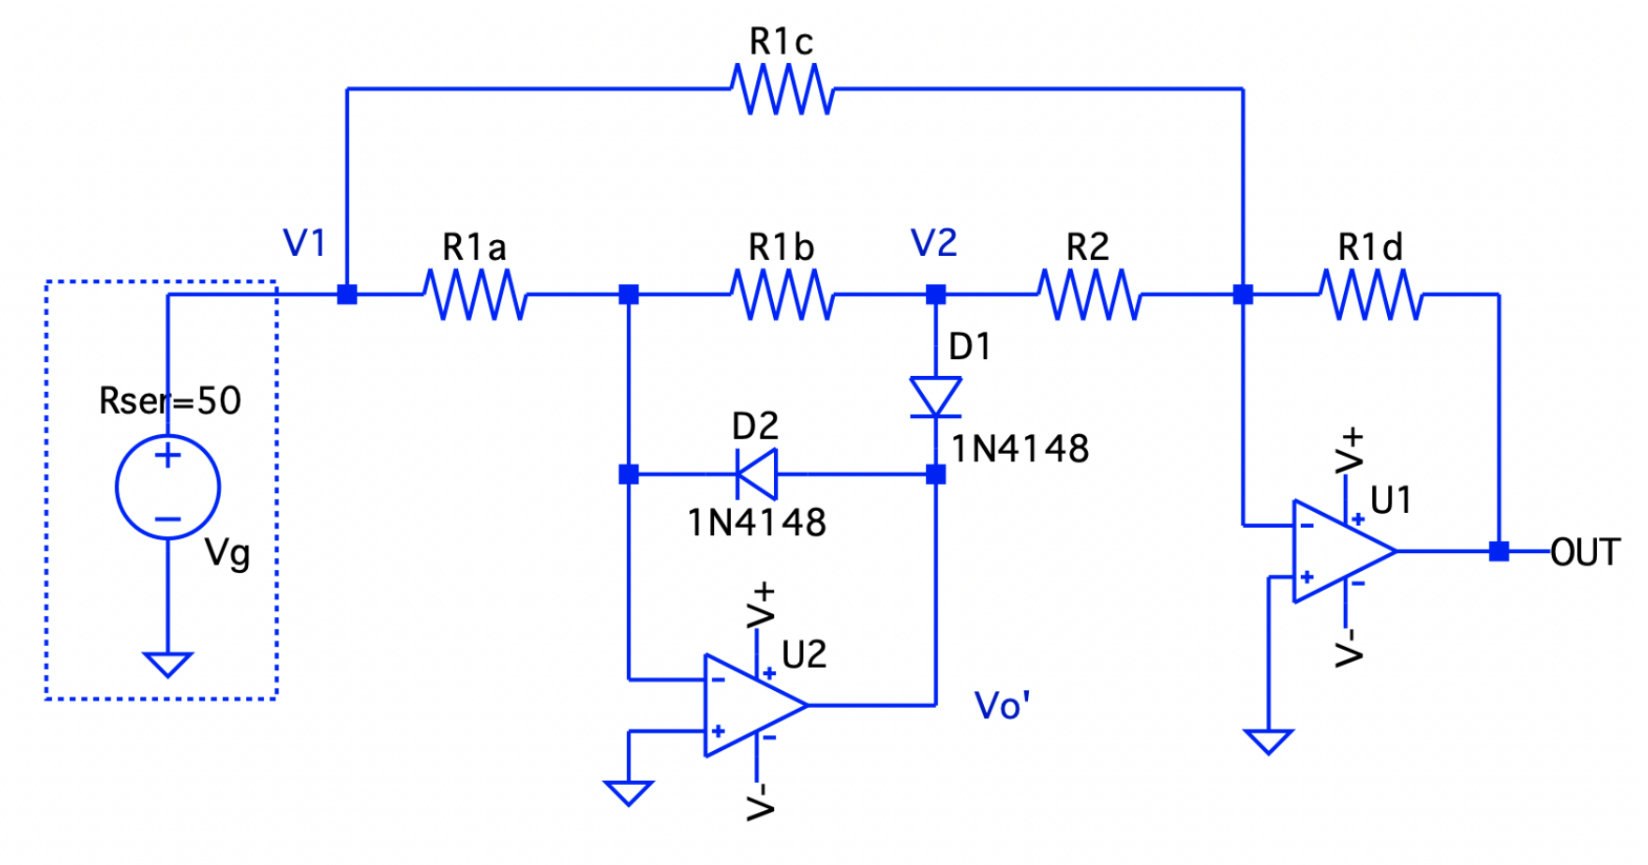 R1c
V1
R1a
R1b
V2
R2
R1d
D1
Rser=50
D2
1N4148
V+
+
U1
1N4148
-
OUT
Vg
+
-
V+
U2
+
V-
-
Vo'
+
-
V-